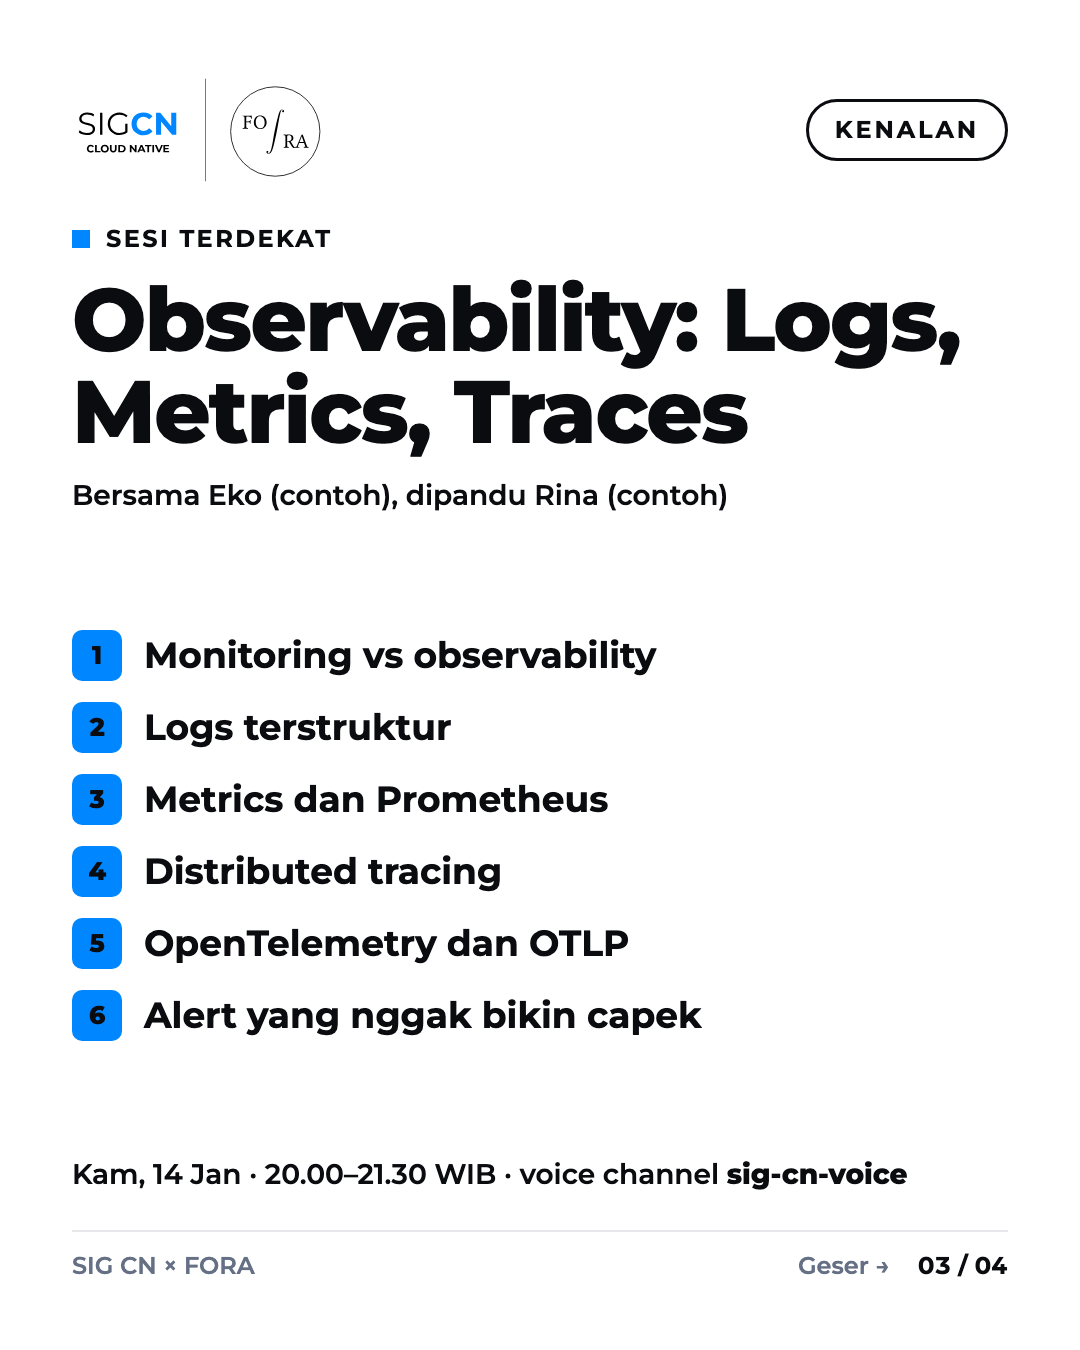 SIGCN
CLOUD NATIVE
FO
RA
KENALAN
SESI TERDEKAT
Observability: Logs,
Metrics, Traces
Bersama Eko (contoh), dipandu Rina (contoh)
1 Monitoring vs observability
2 Logs terstruktur
3 Metrics dan Prometheus
4 Distributed tracing
5 OpenTelemetry dan OTLP
6 Alert yang nggak bikin capek
Kam, 14 Jan · 20.00–21.30 WIB · voice channel sig-cn-voice
SIG CN × FORA
Geser → 03 / 04